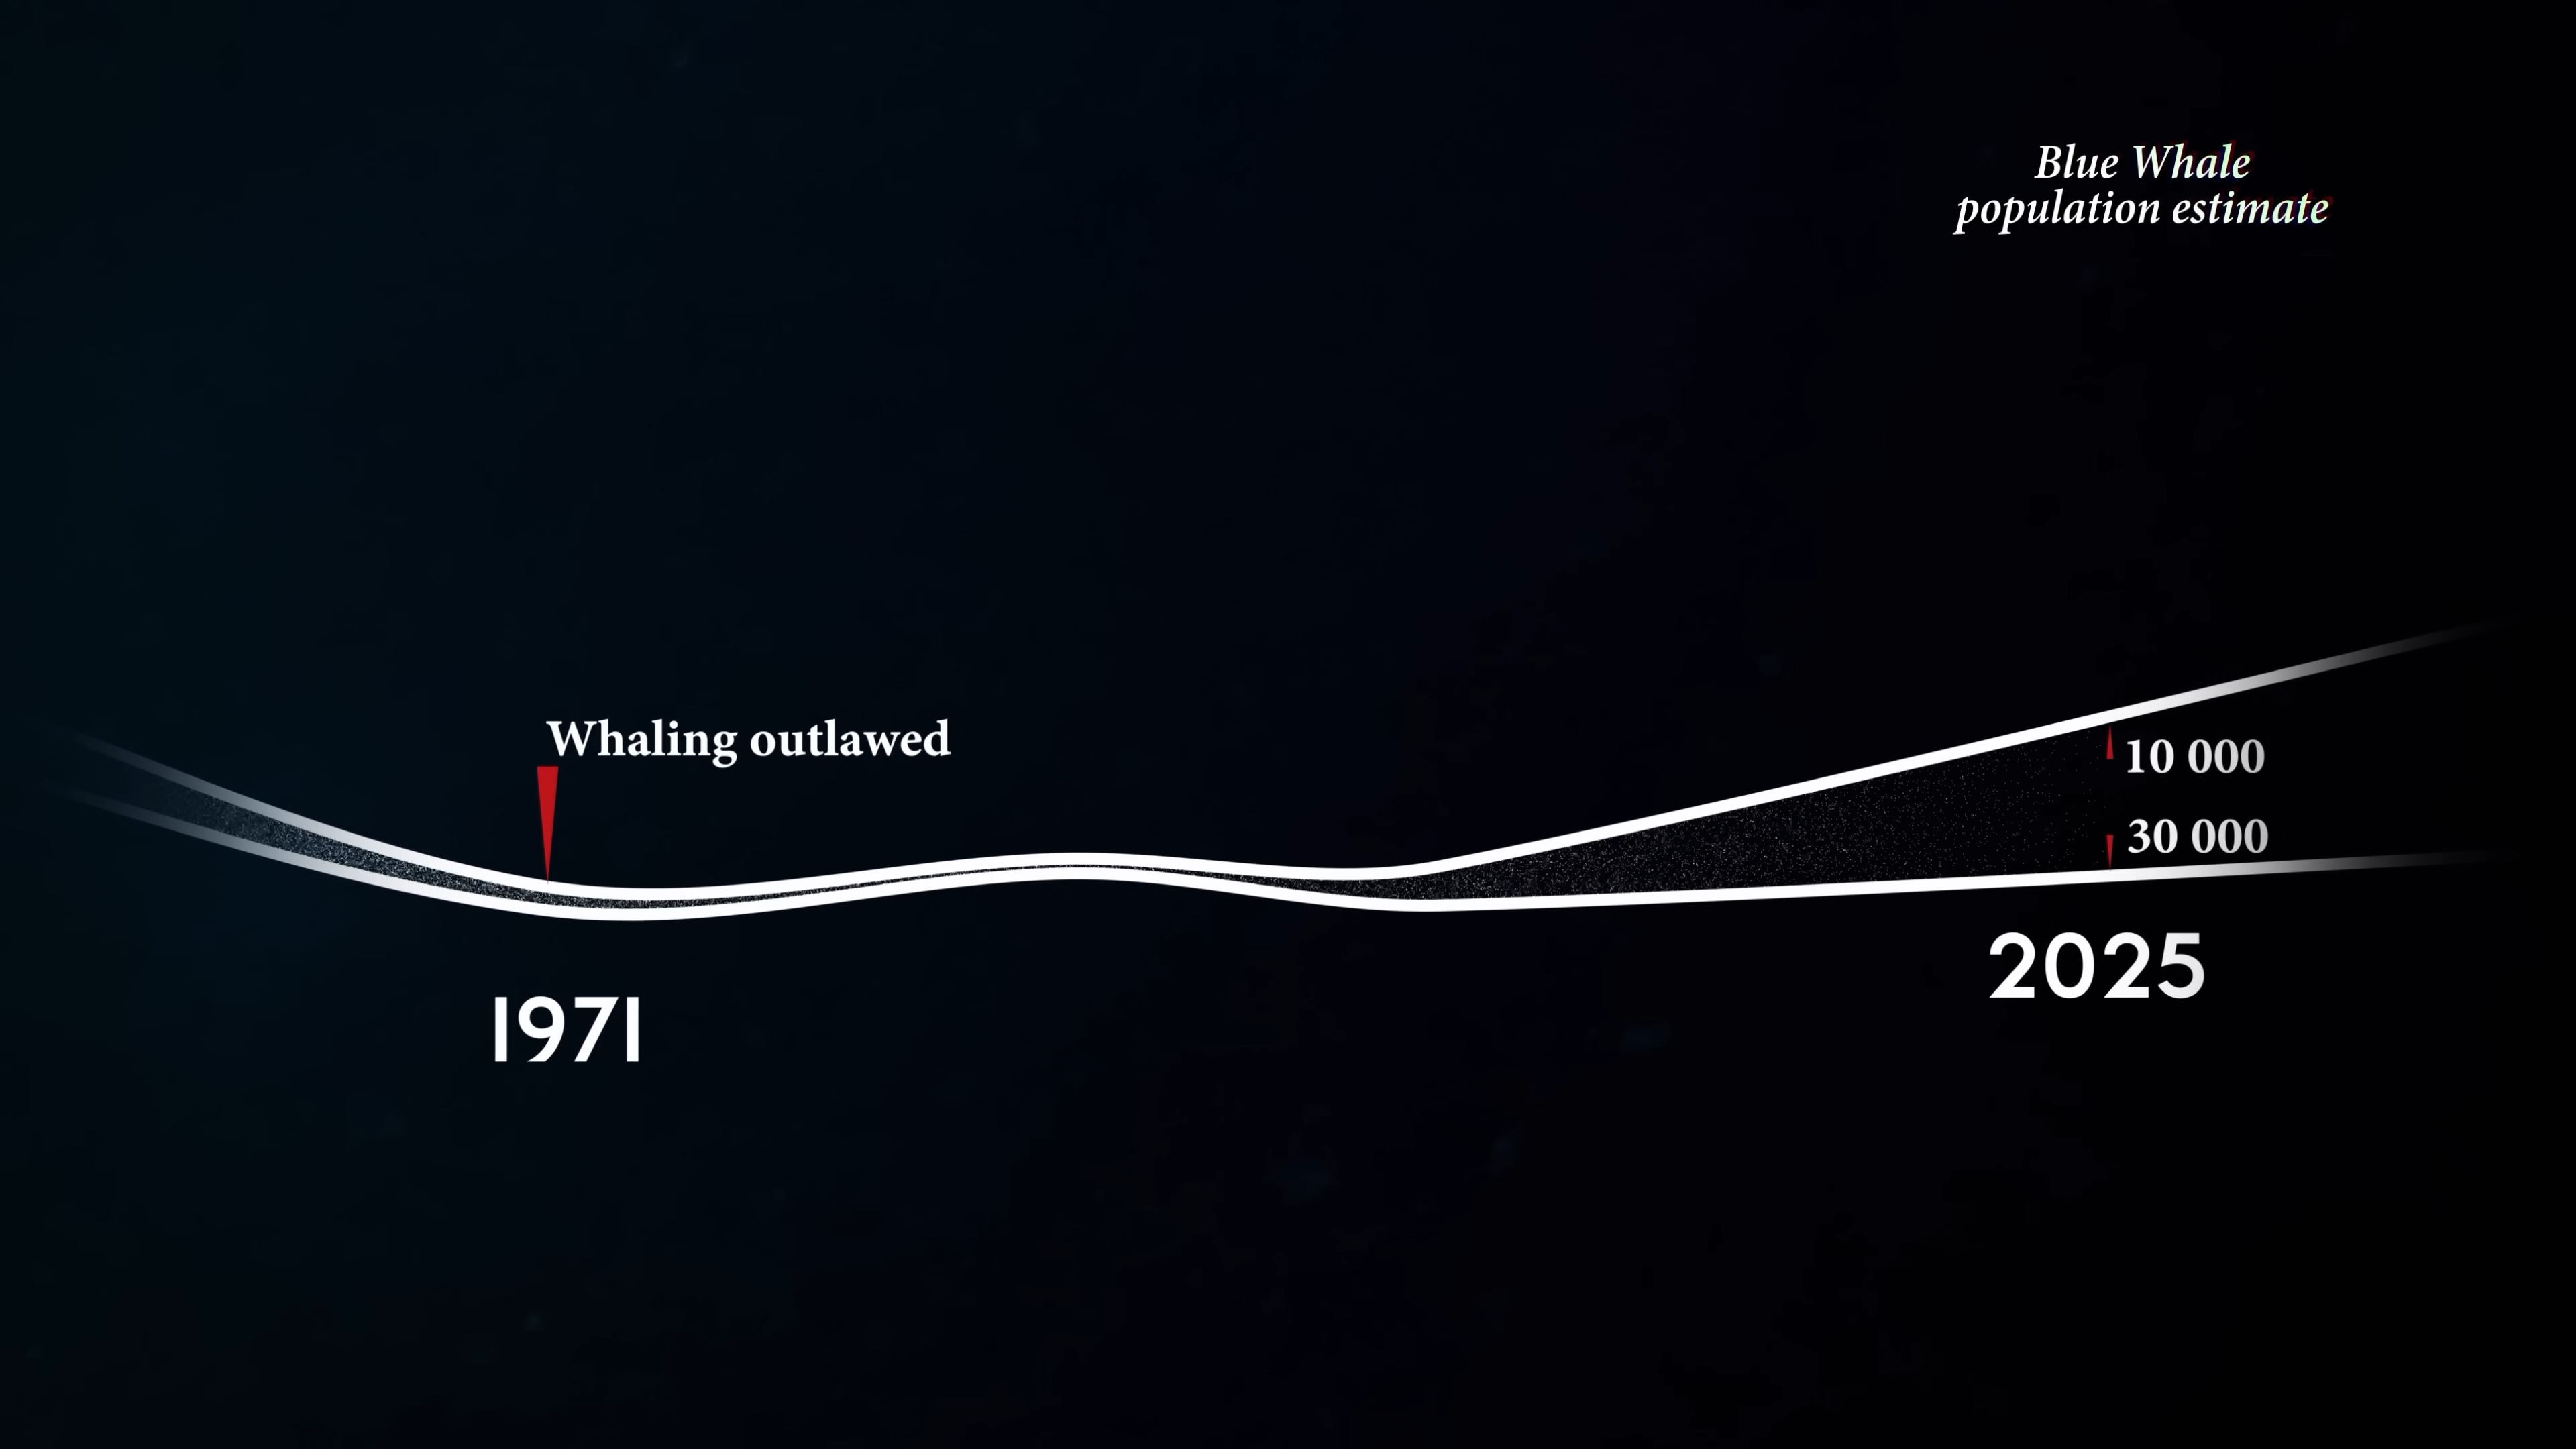 Blue Whale
population estimate
Whaling outlawed
10 000
30 000
1971
2025